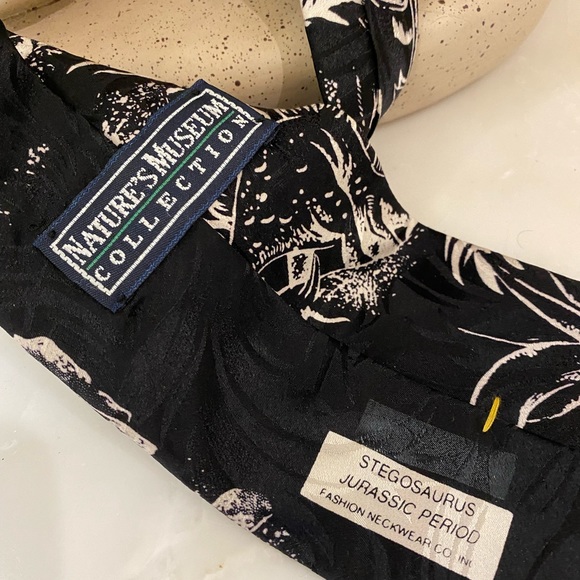 NATURE'S MUSEUM
COLLECTION
STEGOSAURUS
JURASSIC PERIOD
FASHION NECKWEAR CO. INC